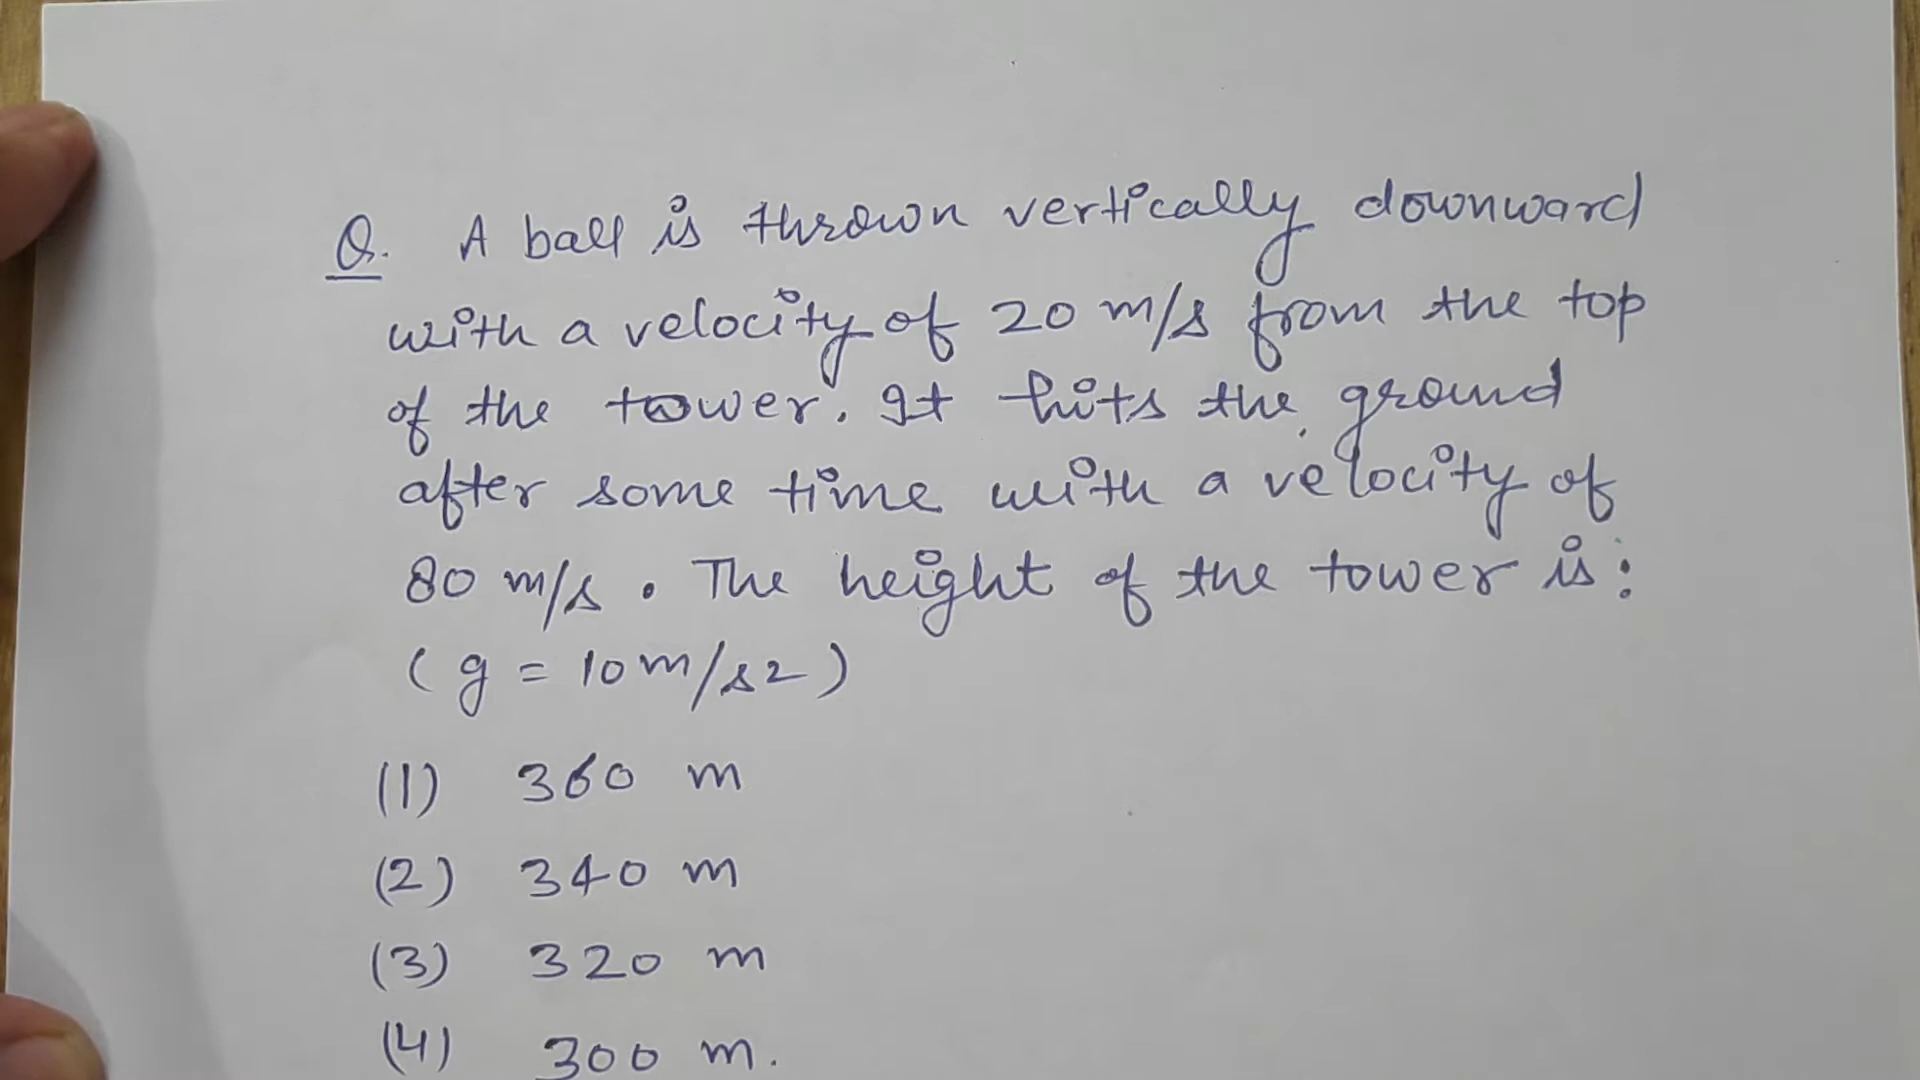 Q. A ball is thrown vertically downward
with a velocity of 20 m/s from the top
of the tower. It hits the ground
after some time with a velocity of
80 m/s. The height of the tower is:
(g = 10 m/s2)
(1) 360 m
(2) 340 m
(3) 320 m
(4) 300 m.